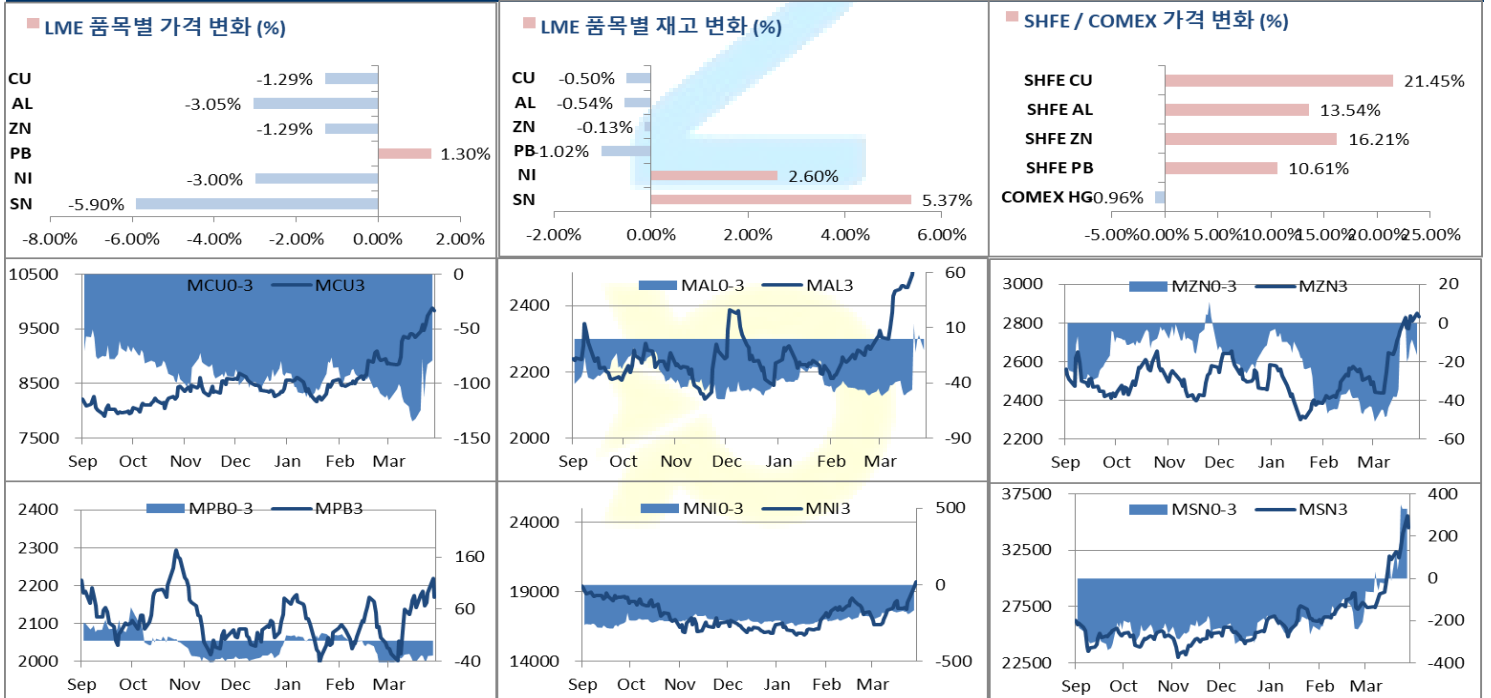 LME 품목별 가격 변화 (%)
CU
-1.29%
AL
-3.05%
ZN
-1.29%
PB
1.30%
NI
-3.00%
SN
-5.90%
-8.00% -6.00% -4.00% -2.00% 0.00% 2.00%
LME 품목별 재고 변화 (%)
CU
-0.50%
AL
-0.54%
ZN
-0.13%
PB
-1.02%
NI
2.60%
SN
5.37%
-2.00% 0.00% 2.00% 4.00% 6.00%
SHFE / COMEX 가격 변화 (%)
SHFE CU
21.45%
SHFE AL
13.54%
SHFE ZN
16.21%
SHFE PB
10.61%
COMEX HG
-0.96%
-5.00% 0.00% 5.00% 10.00% 15.00% 20.00% 25.00%
MCU0-3 MCU3
10500
9500
8500
7500
0
-50
-100
-150
Sep Oct Nov Dec Jan Feb Mar
MAL0-3 MAL3
2400
2200
2000
60
10
-40
-90
Sep Oct Nov Dec Jan Feb Mar
MZN0-3 MZN3
3000
2800
2600
2400
2200
20
0
-20
-40
-60
Sep Oct Nov Dec Jan Feb Mar
MPB0-3 MPB3
2400
2300
2200
2100
2000
160
60
-40
Sep Oct Nov Dec Jan Feb Mar
MNI0-3 MNI3
24000
19000
14000
500
0
-500
Sep Oct Nov Dec Jan Feb Mar
MSN0-3 MSN3
37500
32500
27500
22500
400
200
0
-200
-400
Sep Oct Nov Dec Jan Feb Mar